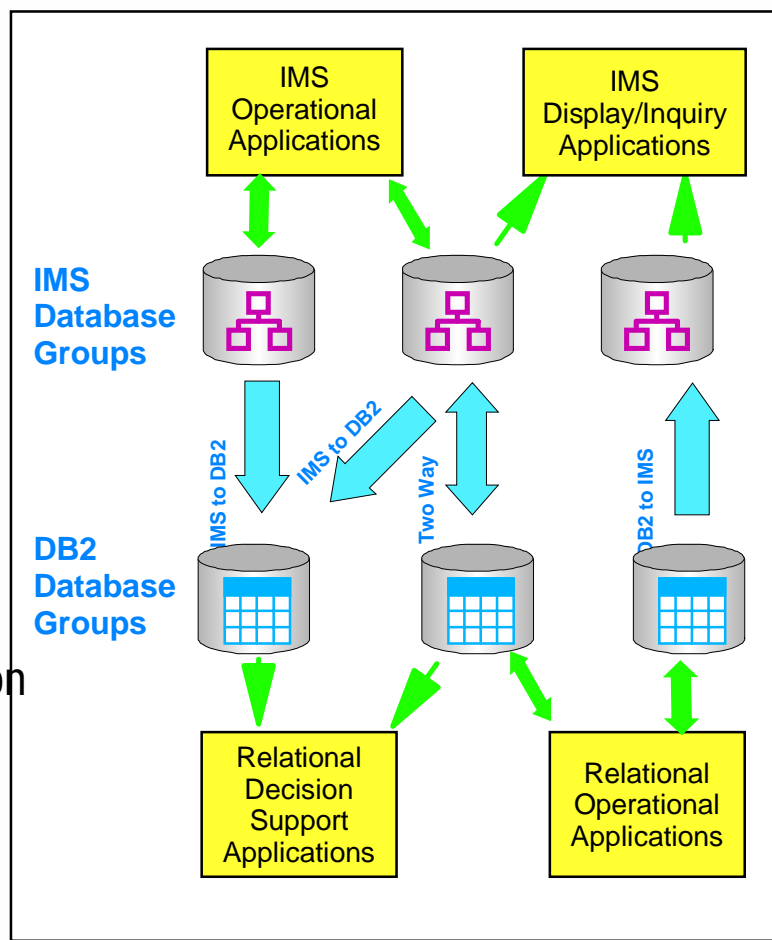 IMS
Operational
Applications
IMS
Display/Inquiry
Applications
IMS
Database
Groups
IMS to DB2
IMS to DB2
Two Way
DB2 to IMS
DB2
Database
Groups
on
Relational
Decision
Support
Applications
Relational
Operational
Applications